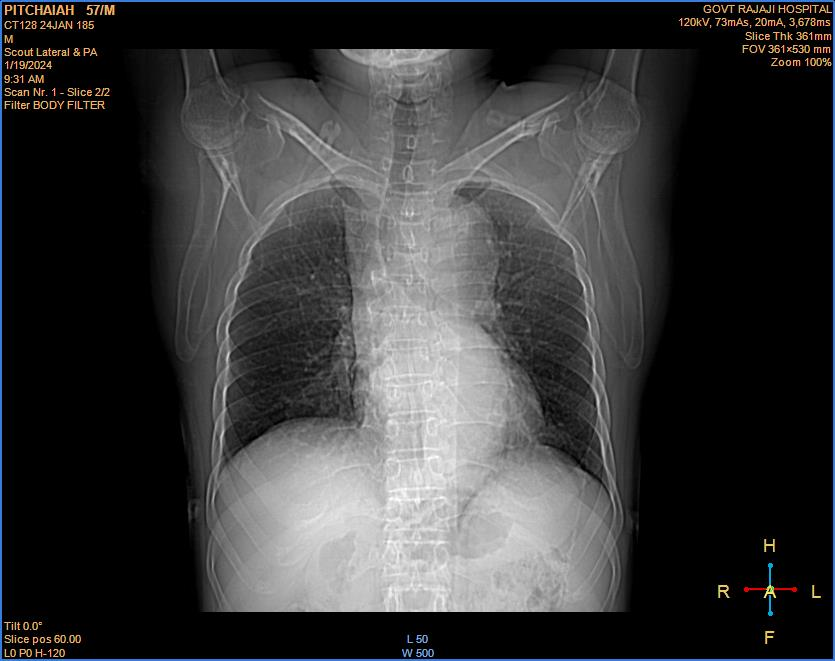 PITCHAIAH 57/M
CT128 24JAN 185
M
Scout Lateral & PA
1/19/2024
9:31 AM
Scan Nr. 1 - Slice 2/2
Filter BODY FILTER
GOVT RAJAJI HOSPITAL
120kV, 73mAs, 20mA, 3,678ms
Slice Thk 361mm
FOV 361×530 mm
Zoom 100%
H
R A L
F
Tilt 0.0°
Slice pos 60.00
L0 P0 H-120
L 50
W 500